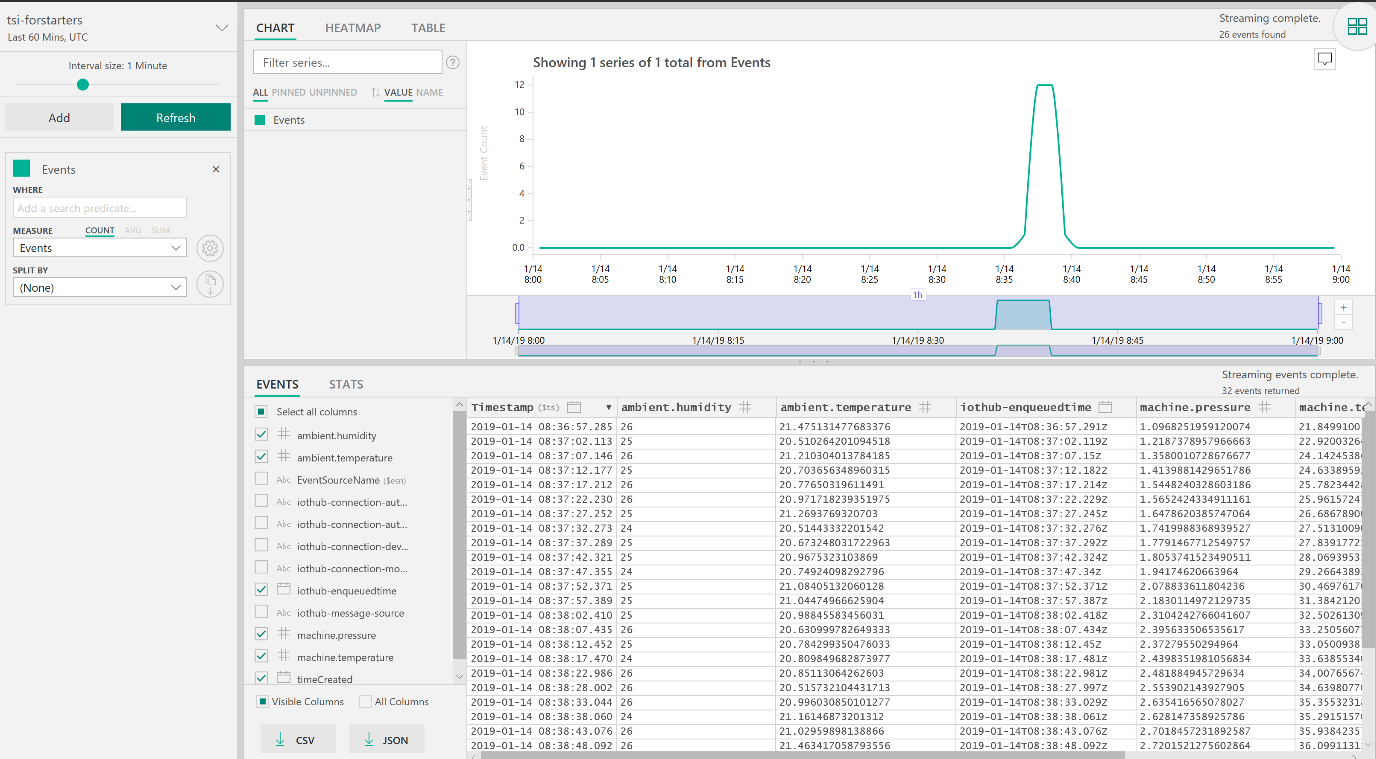 tsi-forstarters
Last 60 Mins, UTC
Interval size: 1 Minute
Add
Refresh
Events
WHERE
Add a search predicate...
MEASURE COUNT AVG SUM
Events
SPLIT BY
(None)
CHART HEATMAP TABLE
Streaming complete.
26 events found
Filter series...
?
ALL PINNED UNPINNED VALUE NAME
Events
Showing 1 series of 1 total from Events
Event Count
12
10
8
6
4
2
0.0
1/14 1/14 1/14 1/14 1/14 1/14 1/14 1/14 1/14 1/14 1/14 1/14 1/14
8:00 8:05 8:10 8:15 8:20 8:25 8:30 8:35 8:40 8:45 8:50 8:55 9:00
1h
+
-
1/14/19 8:00 1/14/19 8:15 1/14/19 8:30 1/14/19 8:45 1/14/19 9:00
EVENTS STATS
Streaming events complete.
32 events returned
Select all columns
ambient.humidity
ambient.temperature
Abc EventSourceName ($esn)
Abc iothub-connection-aut...
Abc iothub-connection-aut...
Abc iothub-connection-dev...
Abc iothub-connection-mo...
iothub-enqueuedtime
Abc iothub-message-source
machine.pressure
machine.temperature
timeCreated
Visible Columns All Columns
CSV JSON
Timestamp ($ts) ambient.humidity ambient.temperature iothub-enqueuedtime machine.pressure machine.te
2019-01-14 08:36:57.285 26 21.475131477683376 2019-01-14T08:36:57.291Z 1.0968251959120074 21.8499100
2019-01-14 08:37:02.113 25 20.510264201094518 2019-01-14T08:37:02.119Z 1.2187378957966663 22.9200326
2019-01-14 08:37:07.146 26 21.210304013784185 2019-01-14T08:37:07.15Z 1.3580010728676677 24.1424538
2019-01-14 08:37:12.177 25 20.703656348960315 2019-01-14T08:37:12.182Z 1.4139881429651786 24.6338959
2019-01-14 08:37:17.212 26 20.77650319611491 2019-01-14T08:37:17.214Z 1.5448240328603186 25.7823442
2019-01-14 08:37:22.230 26 20.971718239351975 2019-01-14T08:37:22.229Z 1.5652424334911161 25.9615724
2019-01-14 08:37:27.252 25 21.2693769320703 2019-01-14T08:37:27.245Z 1.6478620385747064 26.6867890
2019-01-14 08:37:32.273 24 20.51443332201542 2019-01-14T08:37:32.276Z 1.7419988368939527 27.5131009
2019-01-14 08:37:37.289 25 20.673248031722963 2019-01-14T08:37:37.292Z 1.7791467712549757 27.8391772
2019-01-14 08:37:42.321 25 20.9675323103869 2019-01-14T08:37:42.324Z 1.8053741523490511 28.0693953
2019-01-14 08:37:47.355 24 20.74924098292796 2019-01-14T08:37:47.34Z 1.94174620663964 29.2664389
2019-01-14 08:37:52.371 25 21.08405132060128 2019-01-14T08:37:52.371Z 2.078833611804236 30.4697617
2019-01-14 08:37:57.389 25 21.04474966625904 2019-01-14T08:37:57.387Z 2.1830114972129735 31.3842120
2019-01-14 08:38:02.410 25 20.98845583456031 2019-01-14T08:38:02.418Z 2.3104242766041607 32.5026130
2019-01-14 08:38:07.435 26 20.630999782649333 2019-01-14T08:38:07.434Z 2.395633506535617 33.2505607
2019-01-14 08:38:12.452 25 20.784299350476033 2019-01-14T08:38:12.45Z 2.37279550294964 33.0500938
2019-01-14 08:38:17.470 24 20.809849682873977 2019-01-14T08:38:17.481Z 2.4398351981056834 33.6385534
2019-01-14 08:38:22.986 26 20.85113064262603 2019-01-14T08:38:22.981Z 2.481884945729634 34.0076567
2019-01-14 08:38:28.002 26 20.515732104431713 2019-01-14T08:38:27.997Z 2.553902143927905 34.6398077
2019-01-14 08:38:33.044 26 20.996030850101277 2019-01-14T08:38:33.029Z 2.635416565078027 35.3553231
2019-01-14 08:38:38.060 24 21.16146873201312 2019-01-14T08:38:38.061Z 2.628147358925786 35.2915157
2019-01-14 08:38:43.076 25 21.02959898138866 2019-01-14T08:38:43.076Z 2.7018457231892587 35.9384235
2019-01-14 08:38:48.092 26 21.463417058793556 2019-01-14T08:38:48.092Z 2.7201521275602864 36.0991131